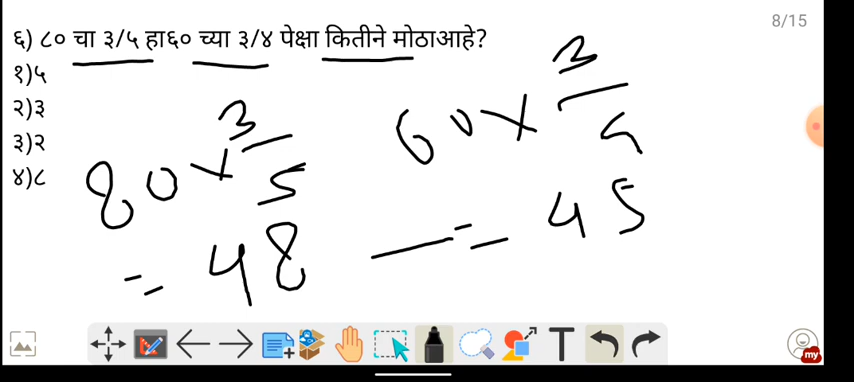 8/15
६) ८० चा ३/५ हा६० च्या ३/४ पेक्षा कितीने मोठाआहे?
१)५
२)३
३)२
४)८
80 × 3/5
= 48
60 × 3/4
— = 45
T
my